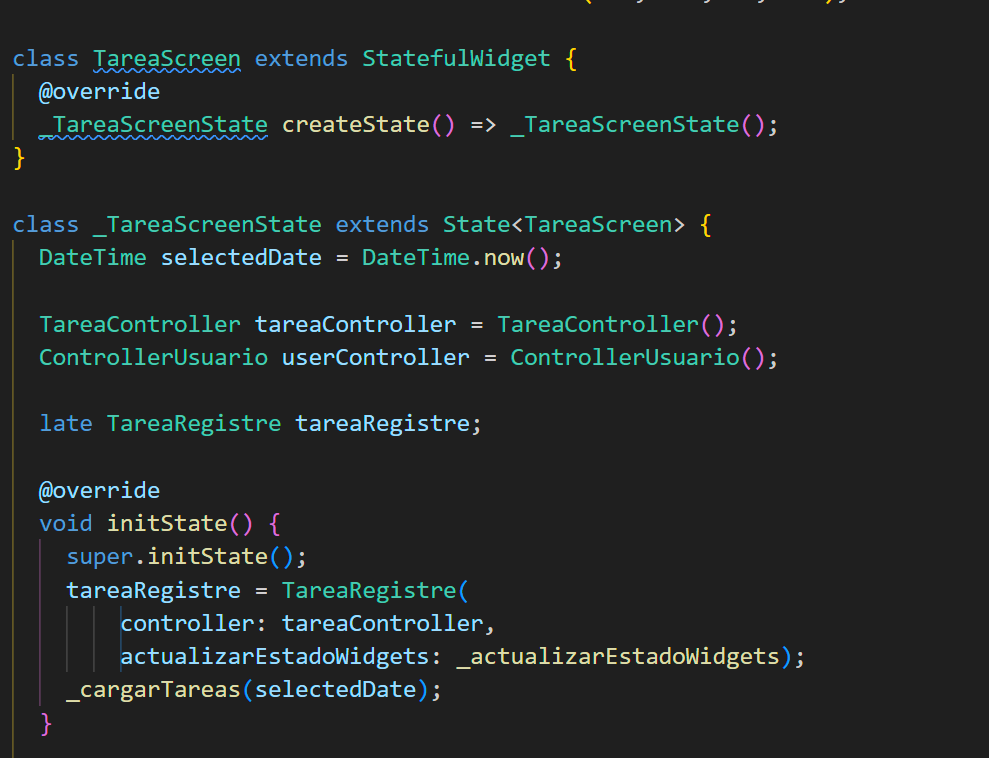 class TareaScreen extends StatefulWidget {
  @override
  _TareaScreenState createState() => _TareaScreenState();
}

class _TareaScreenState extends State<TareaScreen> {
  DateTime selectedDate = DateTime.now();

  TareaController tareaController = TareaController();
  ControllerUsuario userController = ControllerUsuario();

  late TareaRegistre tareaRegistre;

  @override
  void initState() {
    super.initState();
    tareaRegistre = TareaRegistre(
        controller: tareaController,
        actualizarEstadoWidgets: _actualizarEstadoWidgets);
    _cargarTareas(selectedDate);
  }